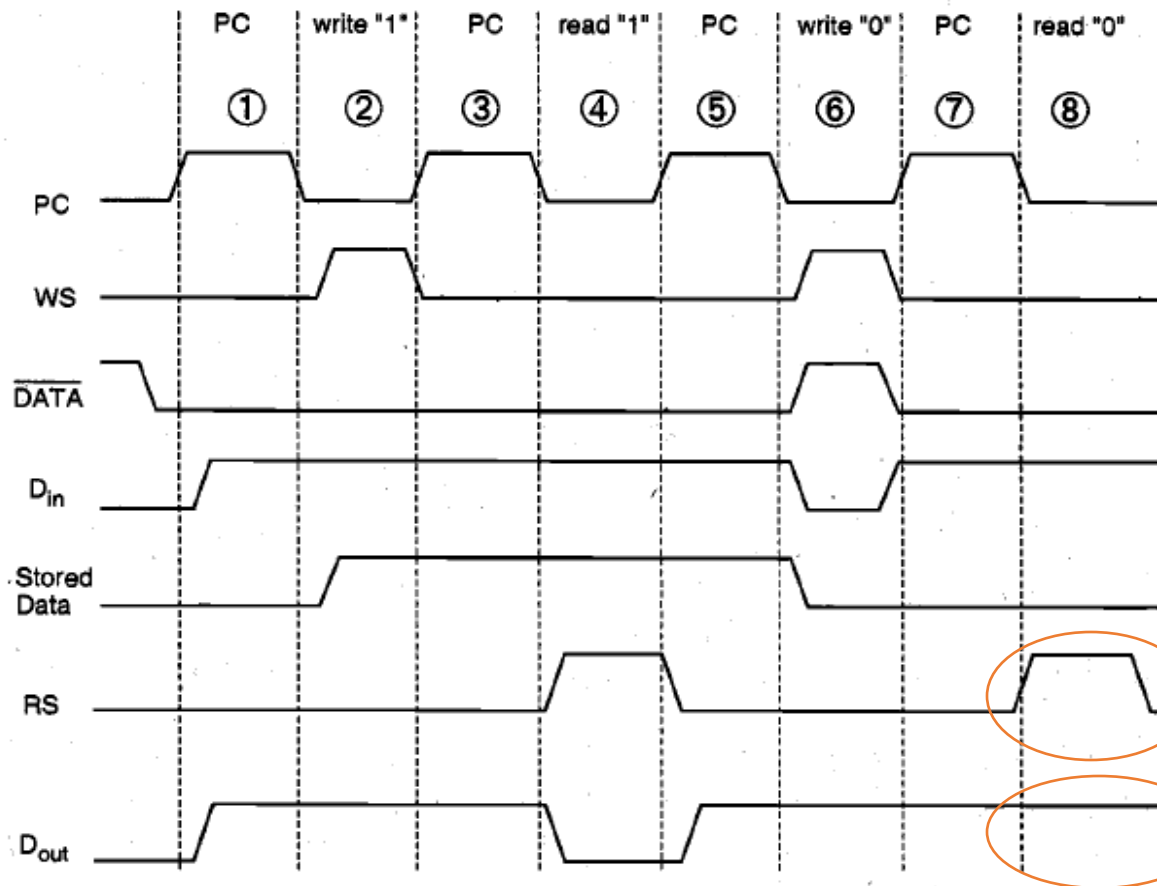 PC write "1" PC read "1" PC write "0" PC read "0"
① ② ③ ④ ⑤ ⑥ ⑦ ⑧
PC
WS
D̅A̅T̅A̅
Dᵢₙ
Stored
Data
RS
Dₒᵤₜ